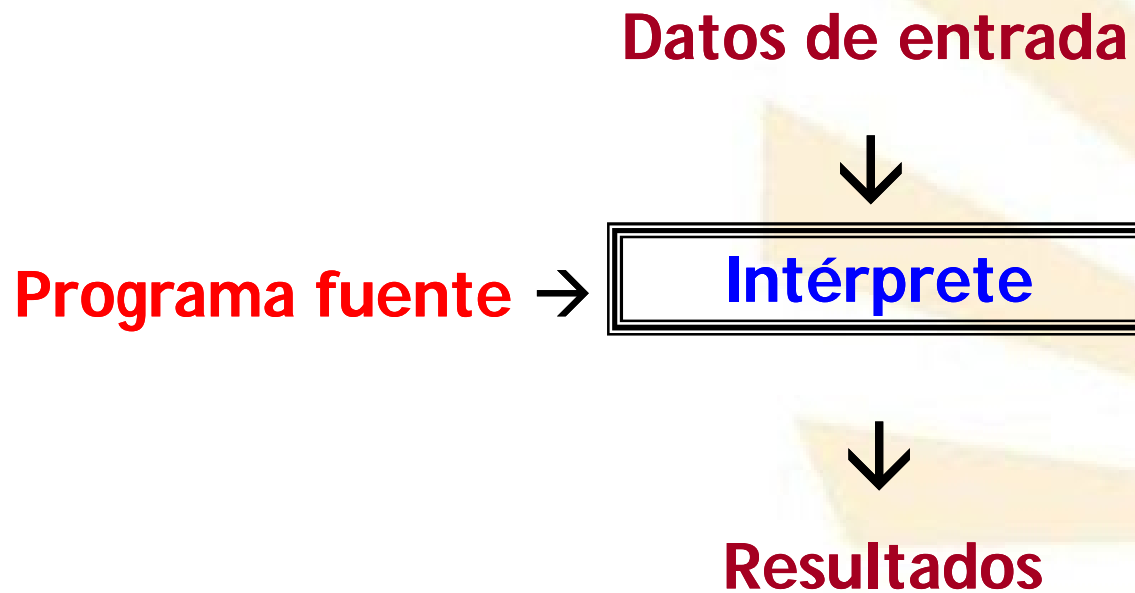 Datos de entrada
↓
Programa fuente → Intérprete
↓
Resultados